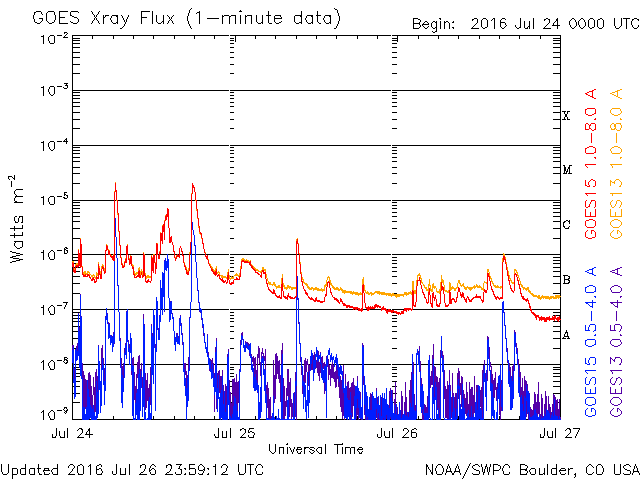 GOES Xray Flux (1-minute data)
Begin: 2016 Jul 24 0000 UTC
10-2
10-3
10-4
10-5
10-6
10-7
10-8
10-9
Watts m-2
X
M
C
B
A
GOES15 1.0-8.0 A
GOES13 1.0-8.0 A
GOES15 0.5-4.0 A
GOES13 0.5-4.0 A
Jul 24
Jul 25
Jul 26
Jul 27
Universal Time
Updated 2016 Jul 26 23:59:12 UTC
NOAA/SWPC Boulder, CO USA